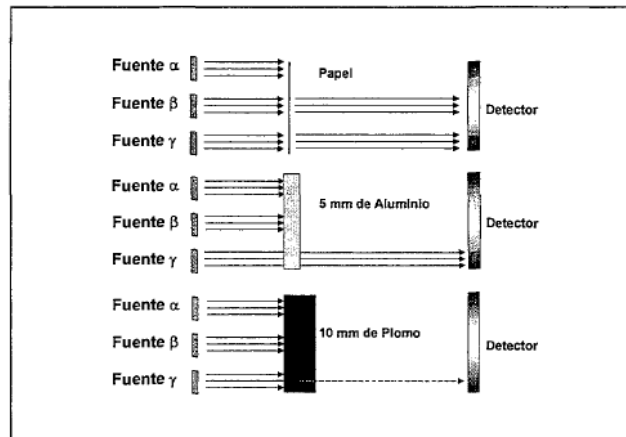 Fuente α
Papel
Fuente β
Detector
Fuente γ
Fuente α
5 mm de Aluminio
Fuente β
Detector
Fuente γ
Fuente α
10 mm de Plomo
Fuente β
Detector
Fuente γ